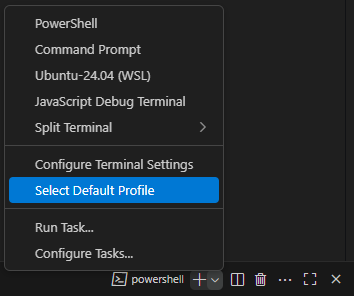 PowerShell
Command Prompt
Ubuntu-24.04 (WSL)
JavaScript Debug Terminal
Split Terminal
Configure Terminal Settings
Select Default Profile
Run Task...
Configure Tasks...
powershell